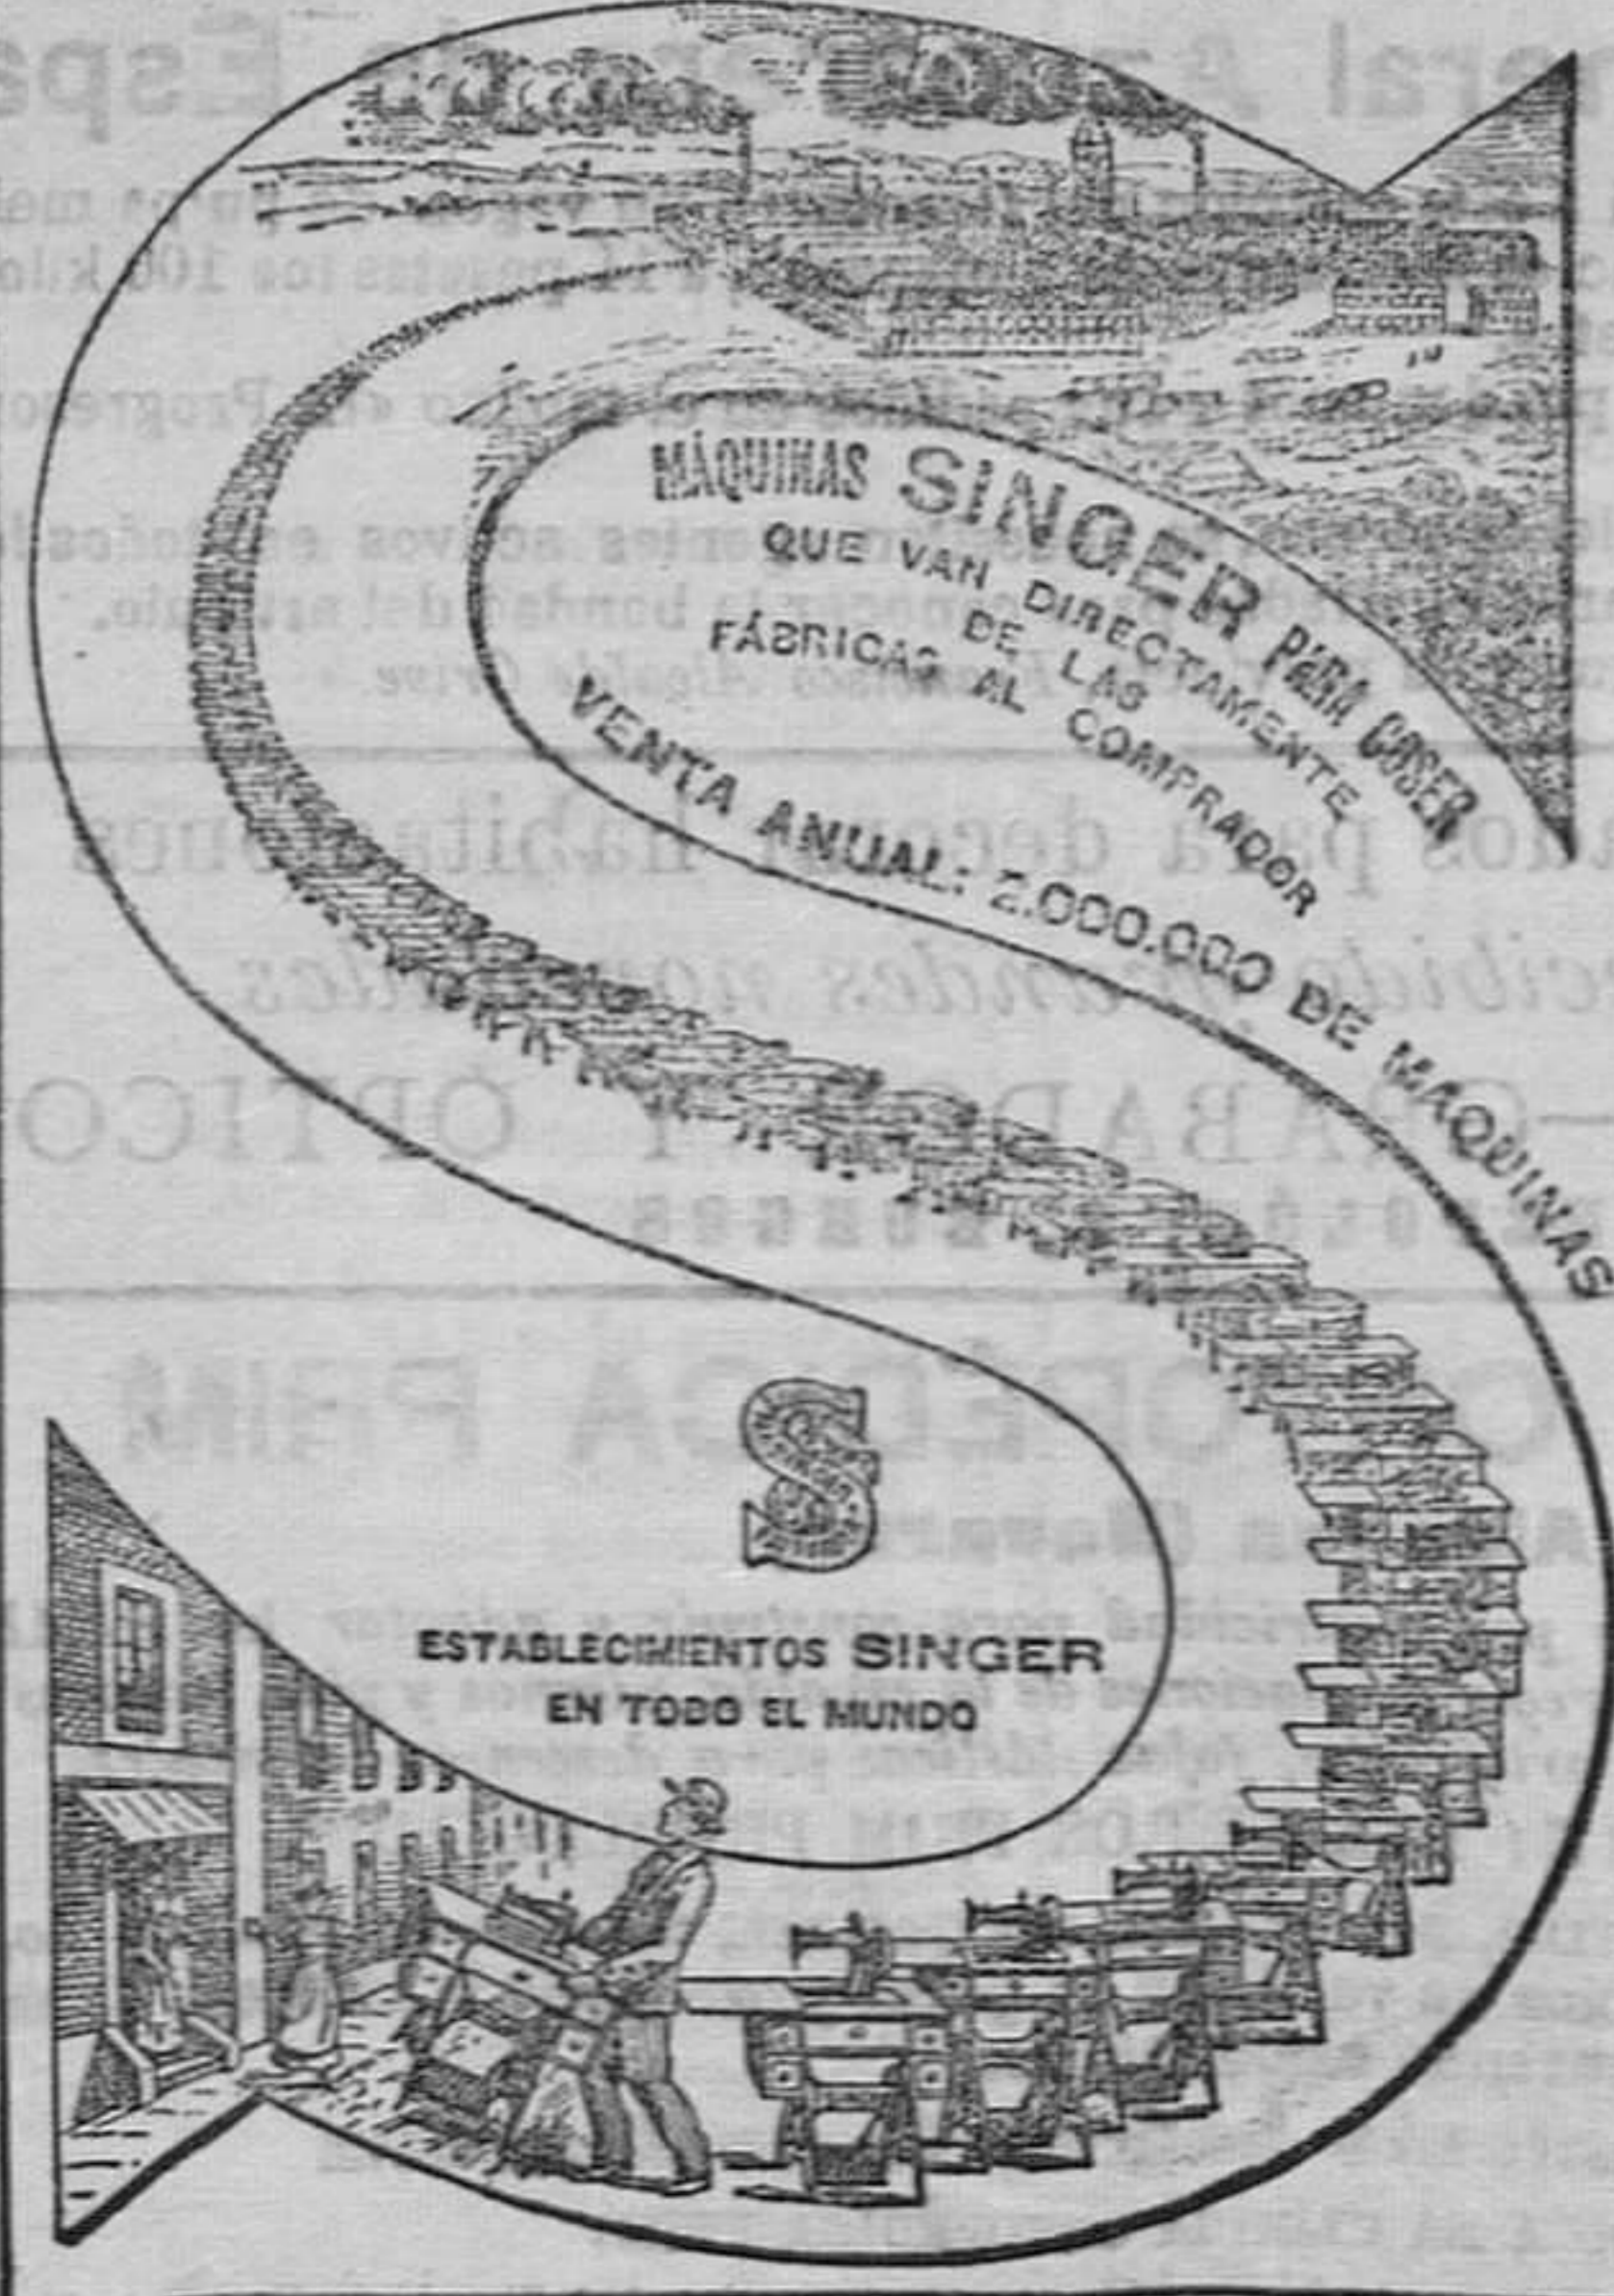 MÁQUINAS SINGER PARA COSER
QUE VAN DIRECTAMENTE
DE LAS
FÁBRICAS AL COMPRADOR
VENTA ANUAL: 2.000.000 DE MAQUINAS
S
ESTABLECIMIENTOS SINGER
EN TODO EL MUNDO